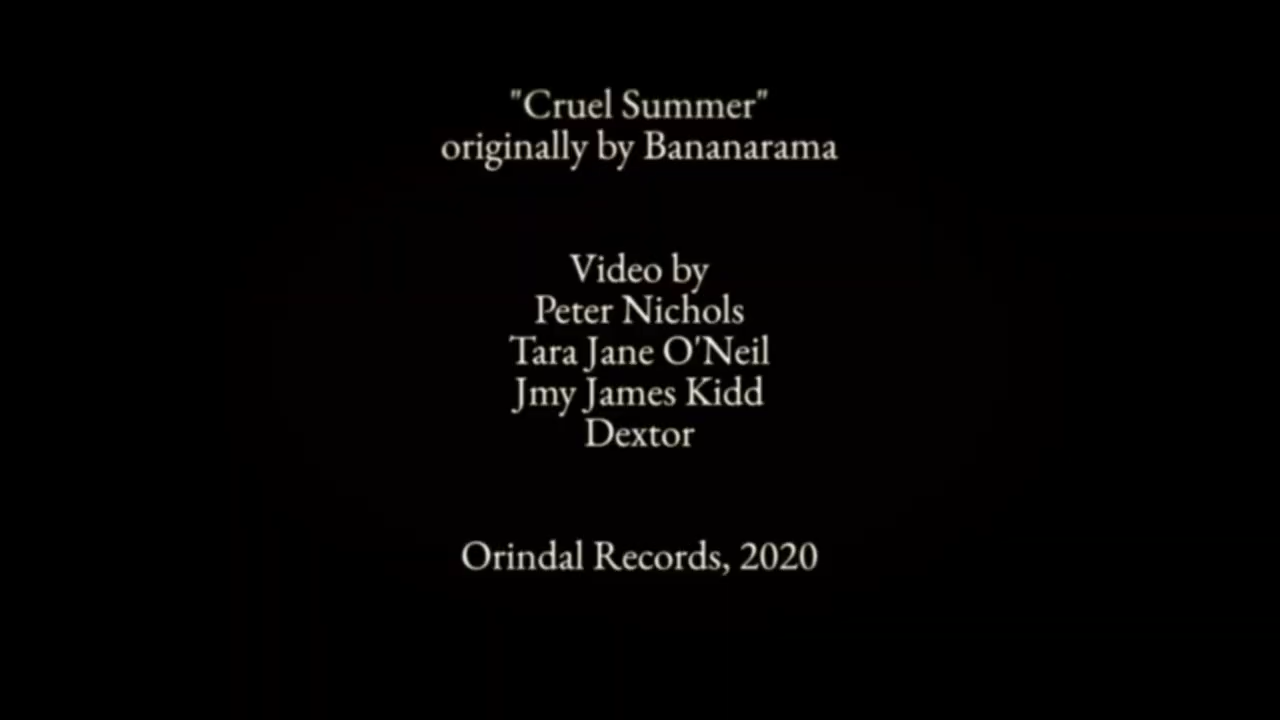 "Cruel Summer"
originally by Bananarama
Video by
Peter Nichols
Tara Jane O'Neil
Jmy James Kidd
Dextor
Orindal Records, 2020